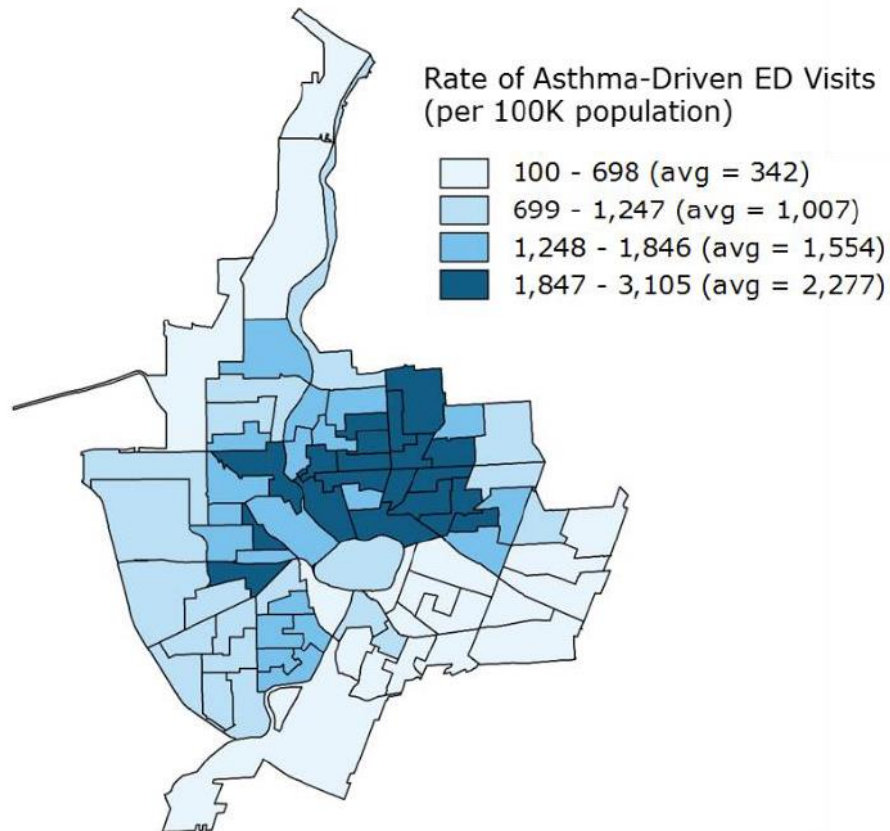 Rate of Asthma-Driven ED Visits
(per 100K population)
100 - 698 (avg = 342)
699 - 1,247 (avg = 1,007)
1,248 - 1,846 (avg = 1,554)
1,847 - 3,105 (avg = 2,277)